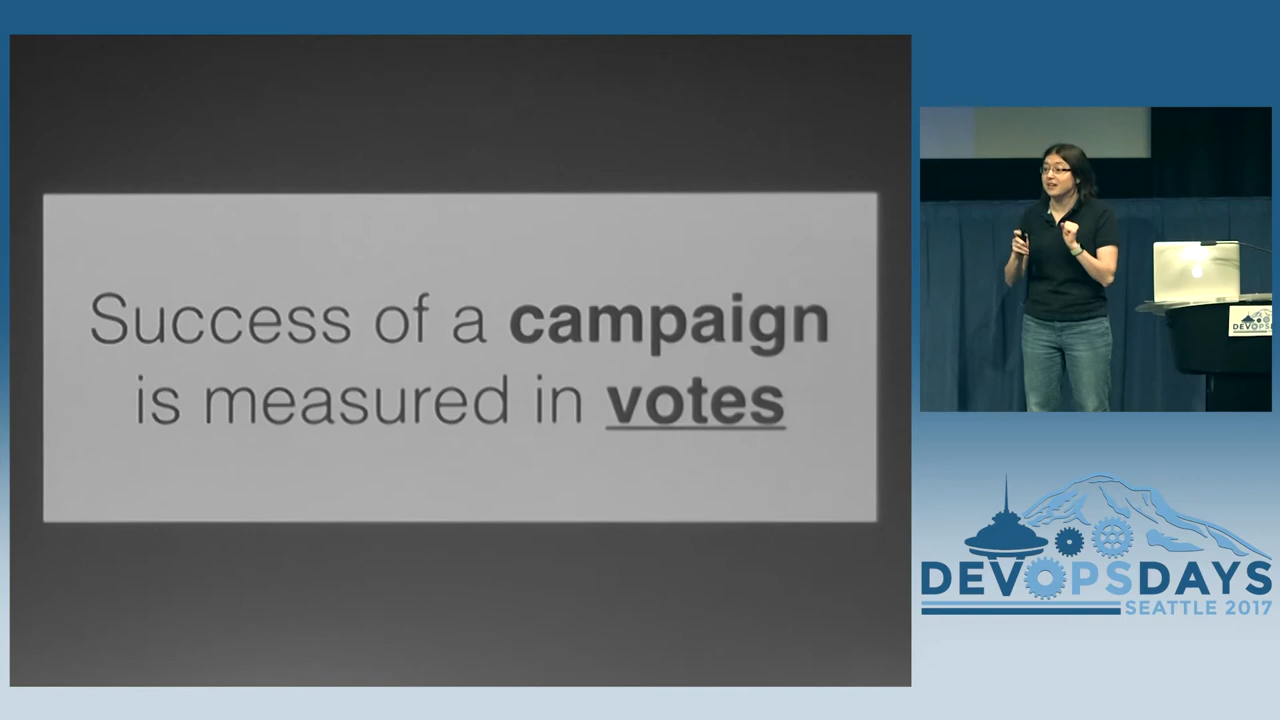 Success of a campaign
is measured in votes
DEVOPSDAYS
SEATTLE 2017